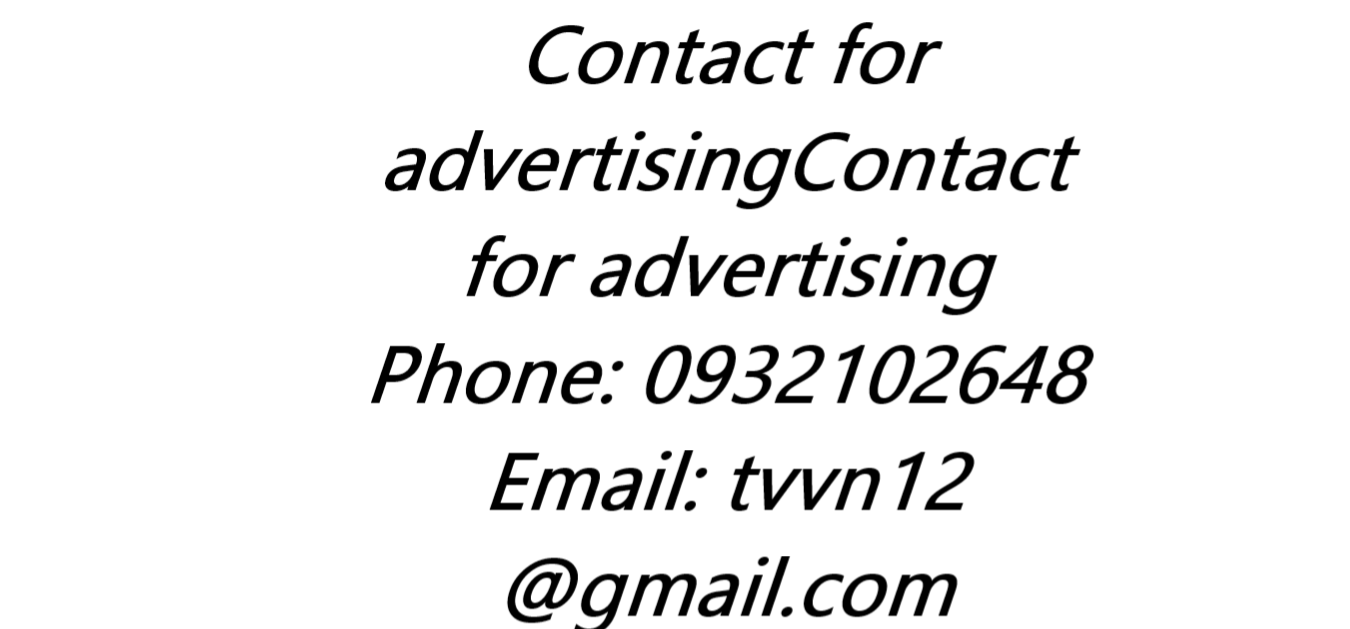 Contact for
advertisingContact
for advertising
Phone: 0932102648
Email: tvvn12
@gmail.com